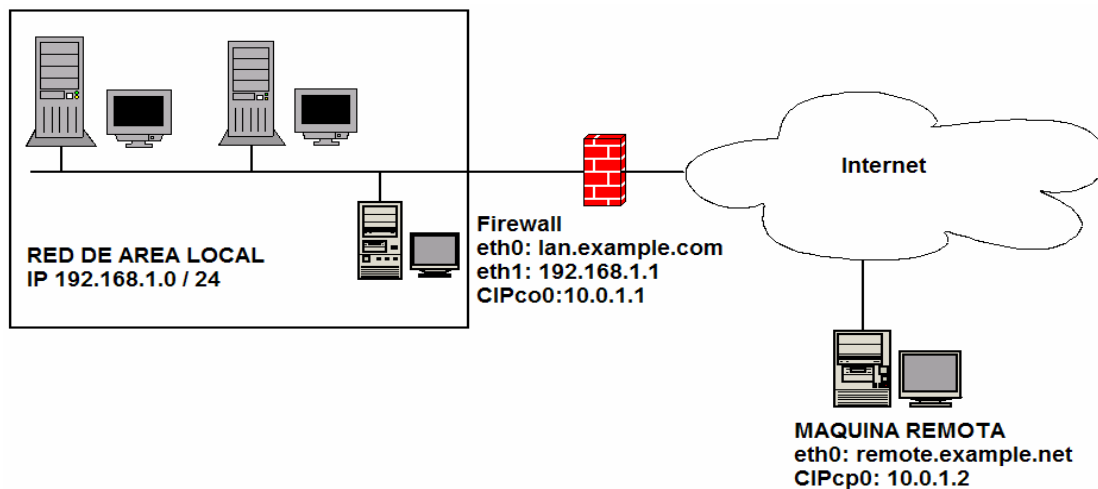 Internet
Firewall
eth0: lan.example.com
eth1: 192.168.1.1
CIPco0:10.0.1.1
RED DE AREA LOCAL
IP 192.168.1.0 / 24
MAQUINA REMOTA
eth0: remote.example.net
CIPcp0: 10.0.1.2